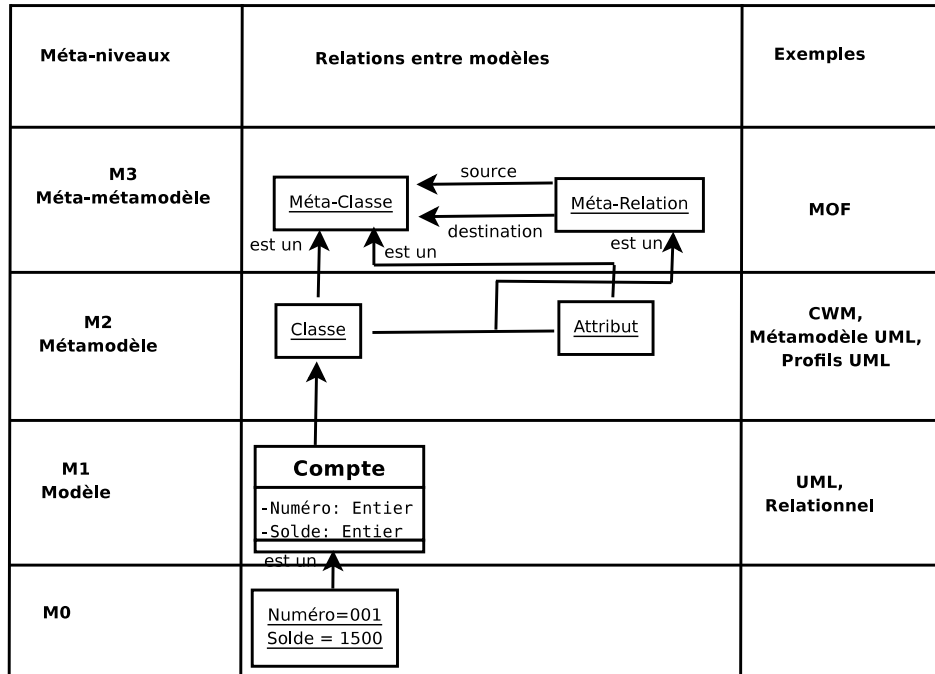 Méta-niveaux
Relations entre modèles
Exemples
M3
Méta-métamodèle
source
Méta-Classe
Méta-Relation
destination
est un
est un
est un
MOF
M2
Métamodèle
Classe
Attribut
CWM,
Métamodèle UML,
Profils UML
M1
Modèle
Compte
-Numéro: Entier
-Solde: Entier
est un
UML,
Relationnel
M0
Numéro=001
Solde = 1500